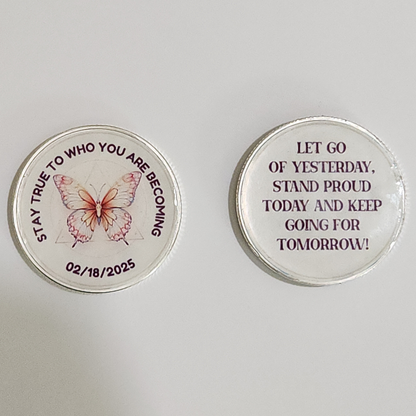 STAY TRUE TO WHO YOU ARE BECOMING
02/18/2025
LET GO
OF YESTERDAY,
STAND PROUD
TODAY AND KEEP
GOING FOR
TOMORROW!